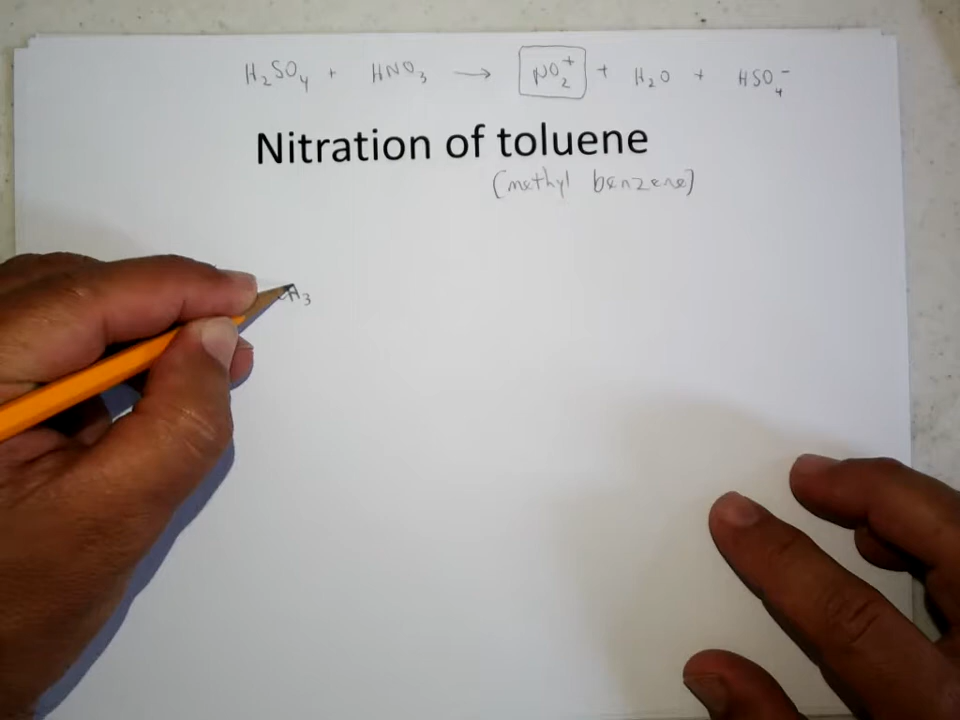 H₂SO₄ + HNO₃ → NO₂⁺ + H₂O + HSO₄⁻
Nitration of toluene
(methyl benzene)